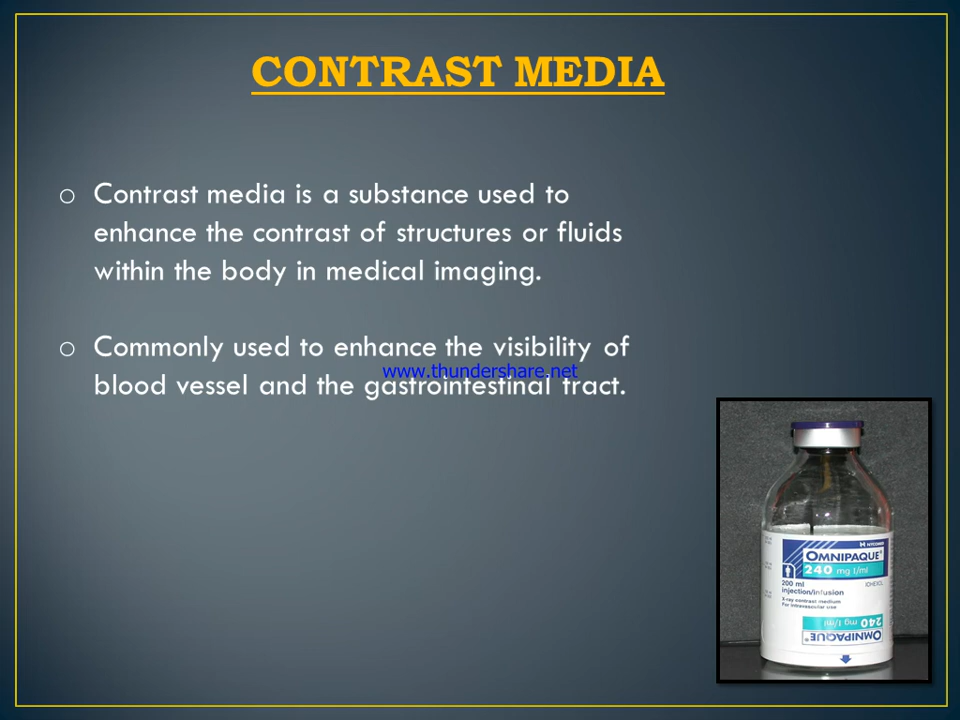 CONTRAST MEDIA
o Contrast media is a substance used to
enhance the contrast of structures or fluids
within the body in medical imaging.
o Commonly used to enhance the visibility of
blood vessel and the gastrointestinal tract.
www.thundershare.net
NYCOMED
OMNIPAQUE®
240 mg I/ml
200 ml
IOHEXOL
injection/infusion
X-ray contrast medium
For intravascular use
240 mg I/ml
OMNIPAQUE®